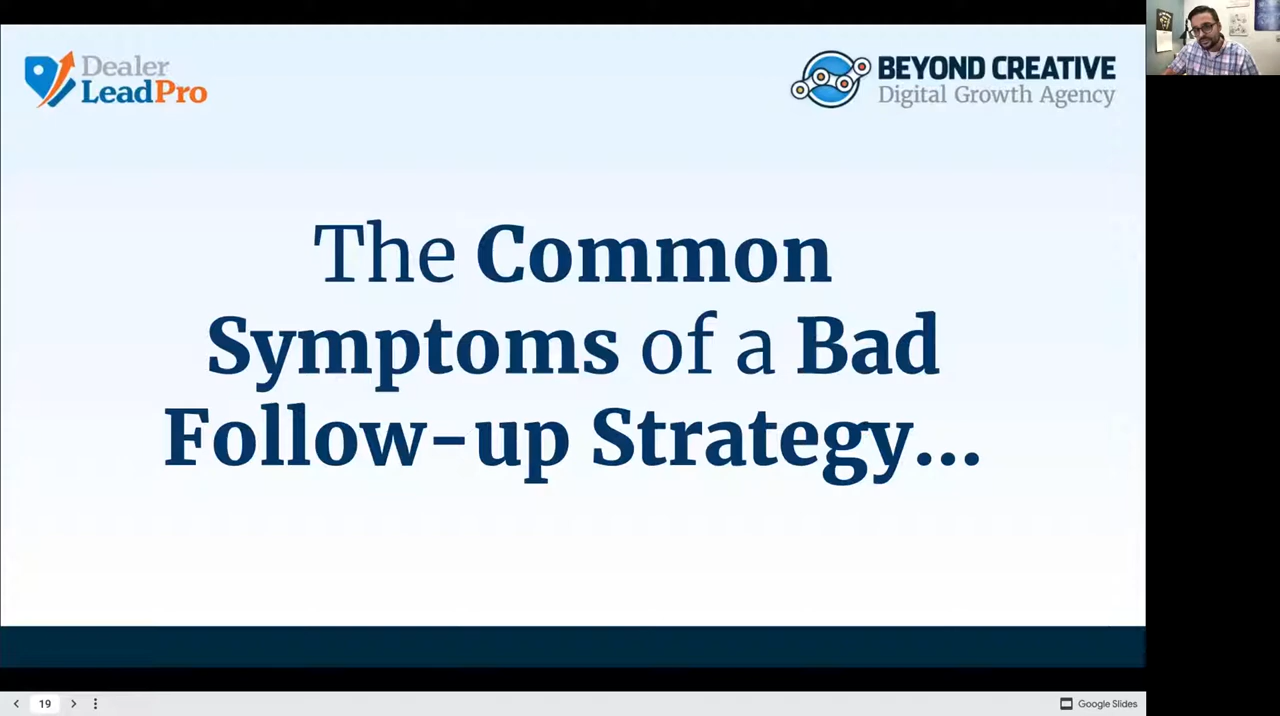 Dealer
LeadPro
BEYOND CREATIVE
Digital Growth Agency
The Common
Symptoms of a Bad
Follow-up Strategy...
19
Google Slides